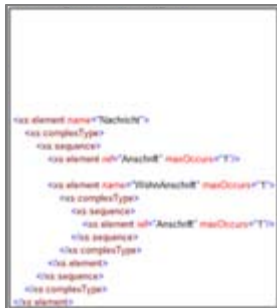 <xs element name="Nachricht">
<xs complexType>
<xs sequence>
<xs element ref="Anschrift" maxOccurs="1"/>
<xs element name="WohnAnschrift" maxOccurs="1">
<xs complexType>
<xs sequence>
<xs element ref="Anschrift" maxOccurs="1"/>
</xs sequence>
</xs complexType>
</xs element>
</xs sequence>
</xs complexType>
</xs element>